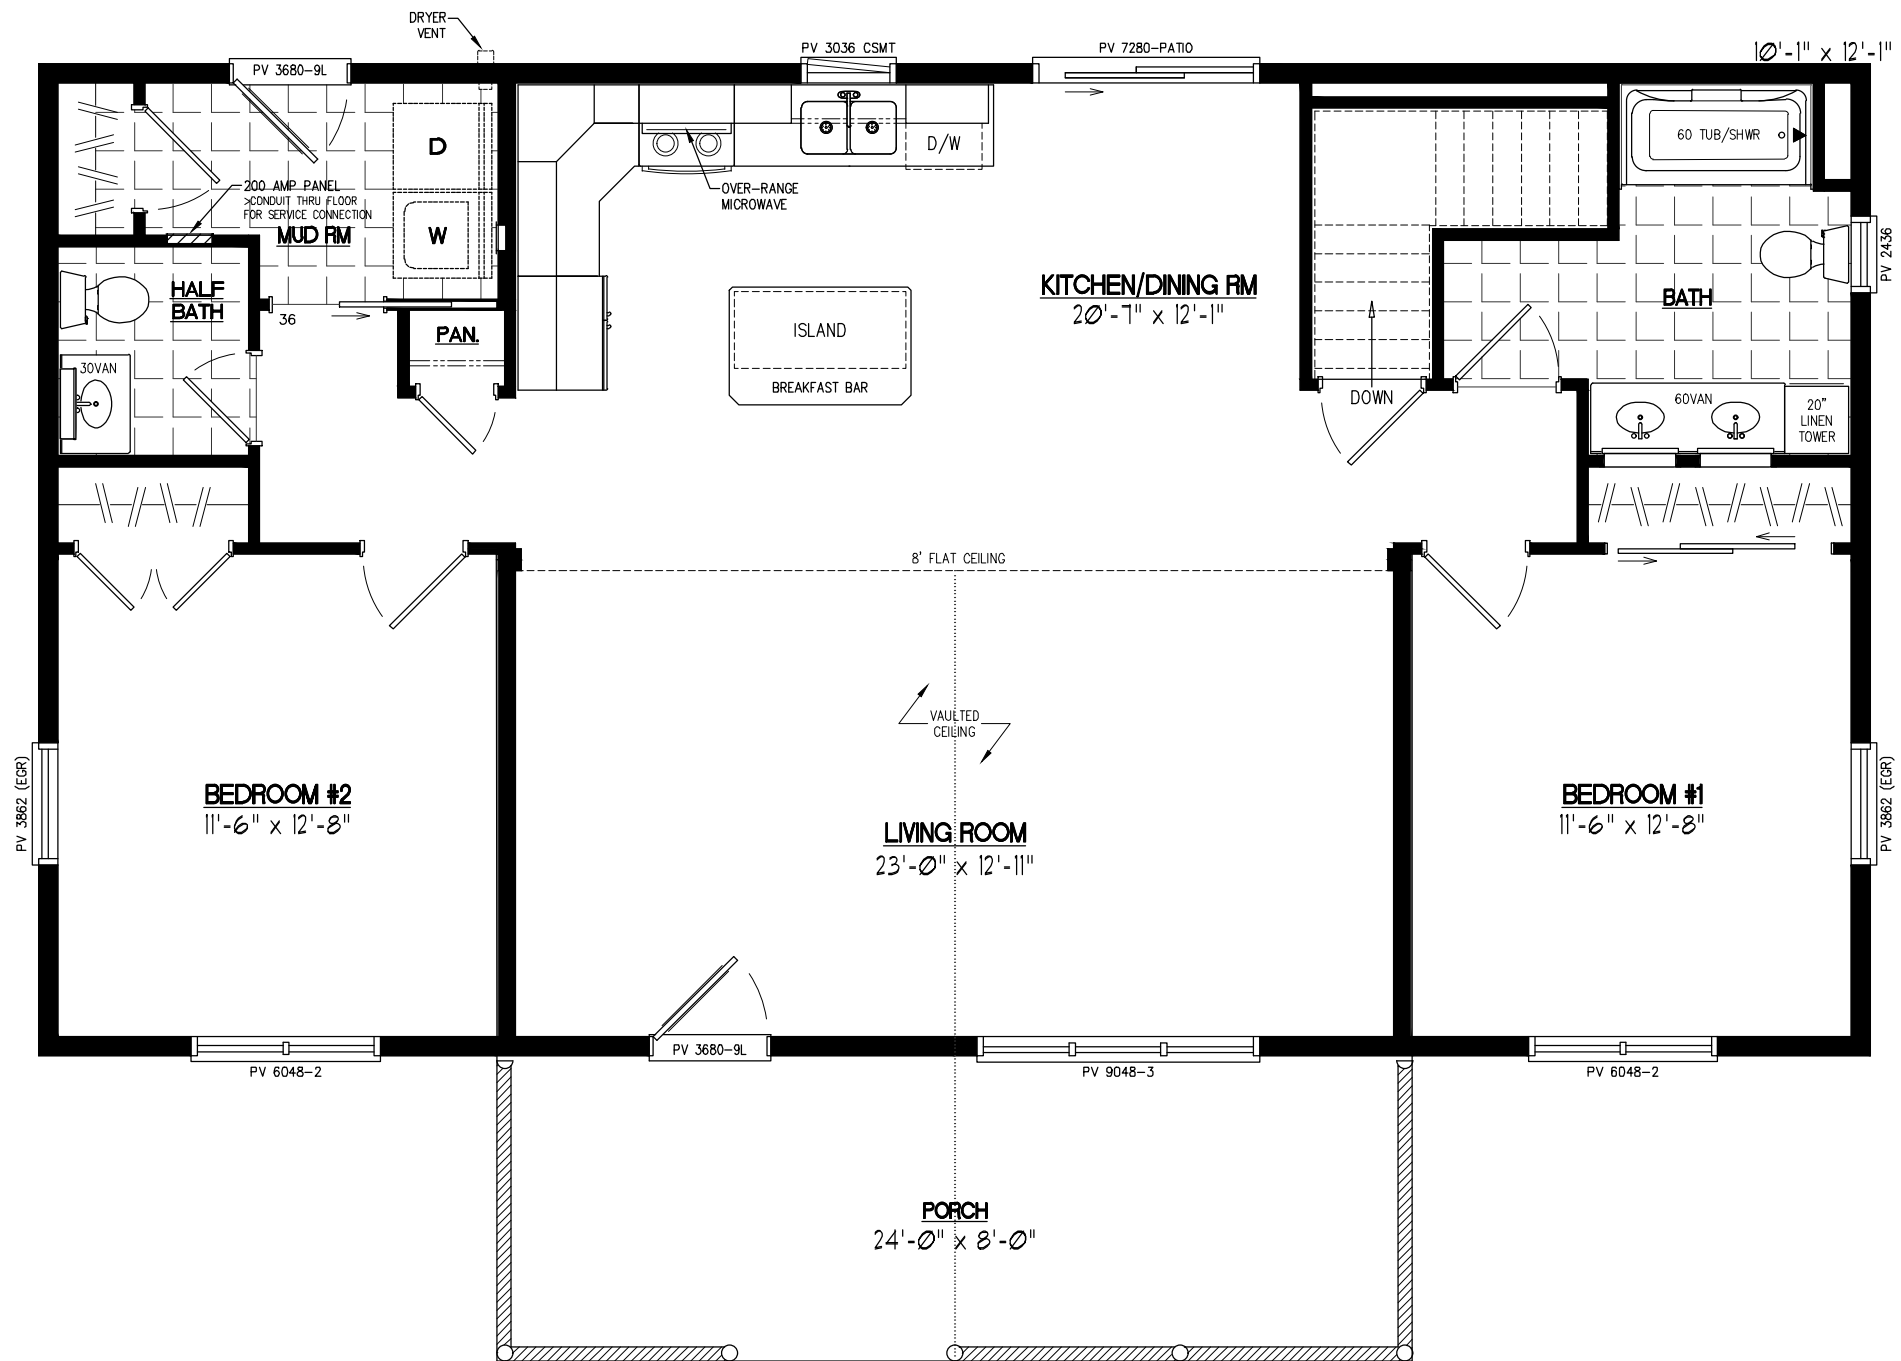 DRYER
VENT
PV 3680-9L
PV 3036 CSMT
PV 7280-PATIO
10'-1" x 12'-1"
D
D/W
60 TUB/SHWR
200 AMP PANEL
>CONDUIT THRU FLOOR
FOR SERVICE CONNECTION
OVER-RANGE
MICROWAVE
MUD RM
W
PV 2436
HALF
BATH
KITCHEN/DINING RM
20'-7" x 12'-1"
BATH
36
PAN.
ISLAND
BREAKFAST BAR
30VAN
DOWN
60VAN
20"
LINEN
TOWER
8' FLAT CEILING
VAULTED
CEILING
PV 3862 (EGR)
BEDROOM #2
11'-6" x 12'-8"
LIVING ROOM
23'-0" x 12'-11"
BEDROOM #1
11'-6" x 12'-8"
PV 3862 (EGR)
PV 3680-9L
PV 6048-2
PV 9048-3
PV 6048-2
PORCH
24'-0" x 8'-0"